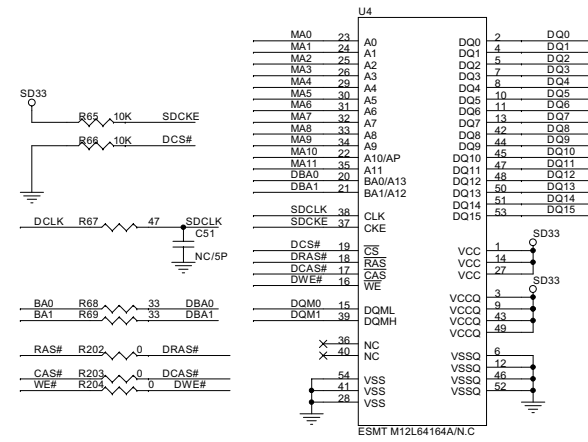 U4
MA0 23 A0 DQ0 2 DQ0
MA1 24 A1 DQ1 4 DQ1
MA2 25 A2 DQ2 5 DQ2
MA3 26 A3 DQ3 7 DQ3
MA4 29 A4 DQ4 8 DQ4
MA5 30 A5 DQ5 10 DQ5
MA6 31 A6 DQ6 11 DQ6
MA7 32 A7 DQ7 13 DQ7
MA8 33 A8 DQ8 42 DQ8
MA9 34 A9 DQ9 44 DQ9
MA10 22 A10/AP DQ10 45 DQ10
MA11 35 A11 DQ11 47 DQ11
DBA0 20 BA0/A13 DQ12 48 DQ12
DBA1 21 BA1/A12 DQ13 50 DQ13
DQ14 51 DQ14
DQ15 53 DQ15
SDCLK 38 CLK
SDCKE 37 CKE
DCS# 19 CS
DRAS# 18 RAS
DCAS# 17 CAS
DWE# 16 WE
DQM0 15 DQML
DQM1 39 DQMH
36 NC
40 NC
54 VSS
41 VSS
28 VSS
SD33
VCC 1
VCC 14
VCC 27
SD33
VCCQ 3
VCCQ 9
VCCQ 43
VCCQ 49
VSSQ 6
VSSQ 12
VSSQ 46
VSSQ 52
ESMT M12L64164A/N.C
SD33
R65 10K SDCKE
R66 10K DCS#
DCLK R67 47 SDCLK
C51
NC/5P
BA0 R68 33 DBA0
BA1 R69 33 DBA1
RAS# R202 0 DRAS#
CAS# R203 0 DCAS#
WE# R204 0 DWE#